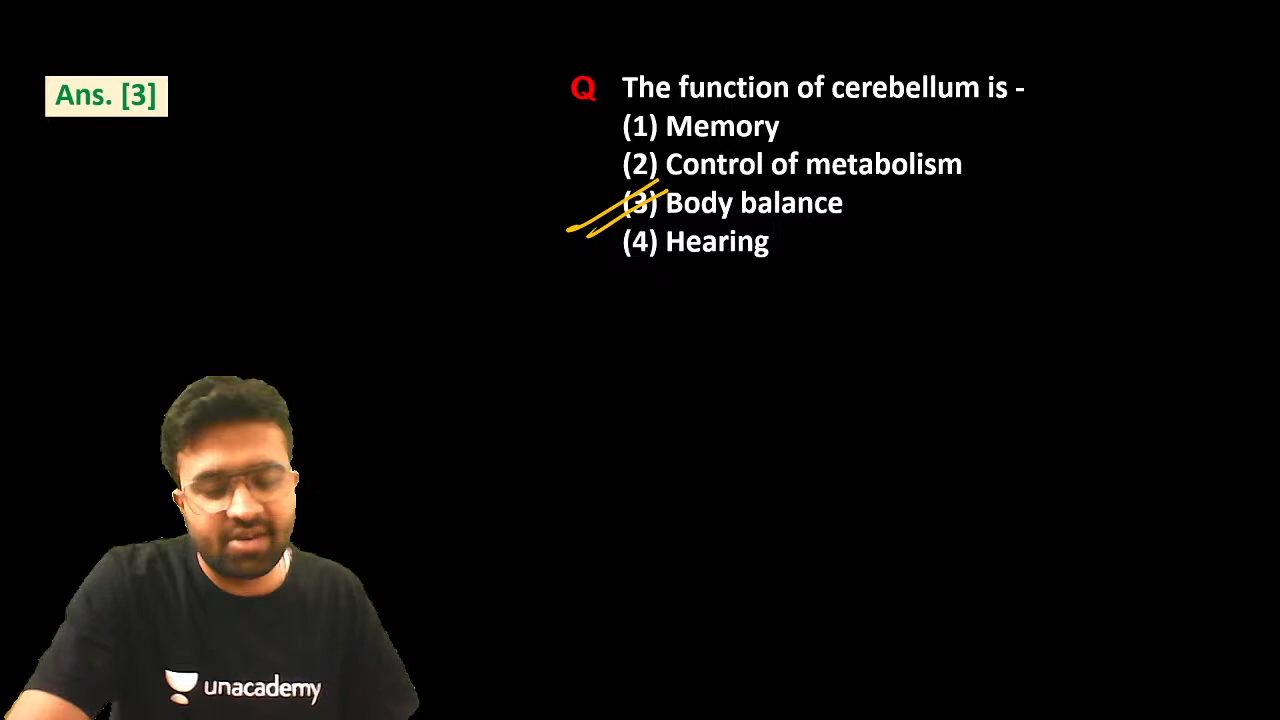 Ans. [3]
Q The function of cerebellum is -
(1) Memory
(2) Control of metabolism
(3) Body balance
(4) Hearing
unacademy